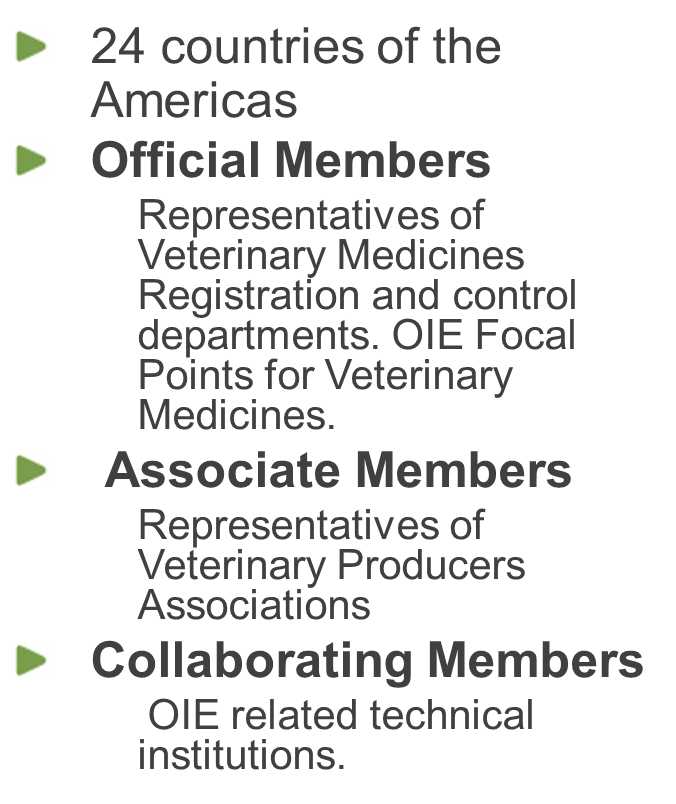 24 countries of the
Americas
Official Members
Representatives of
Veterinary Medicines
Registration and control
departments. OIE Focal
Points for Veterinary
Medicines.
Associate Members
Representatives of
Veterinary Producers
Associations
Collaborating Members
OIE related technical
institutions.